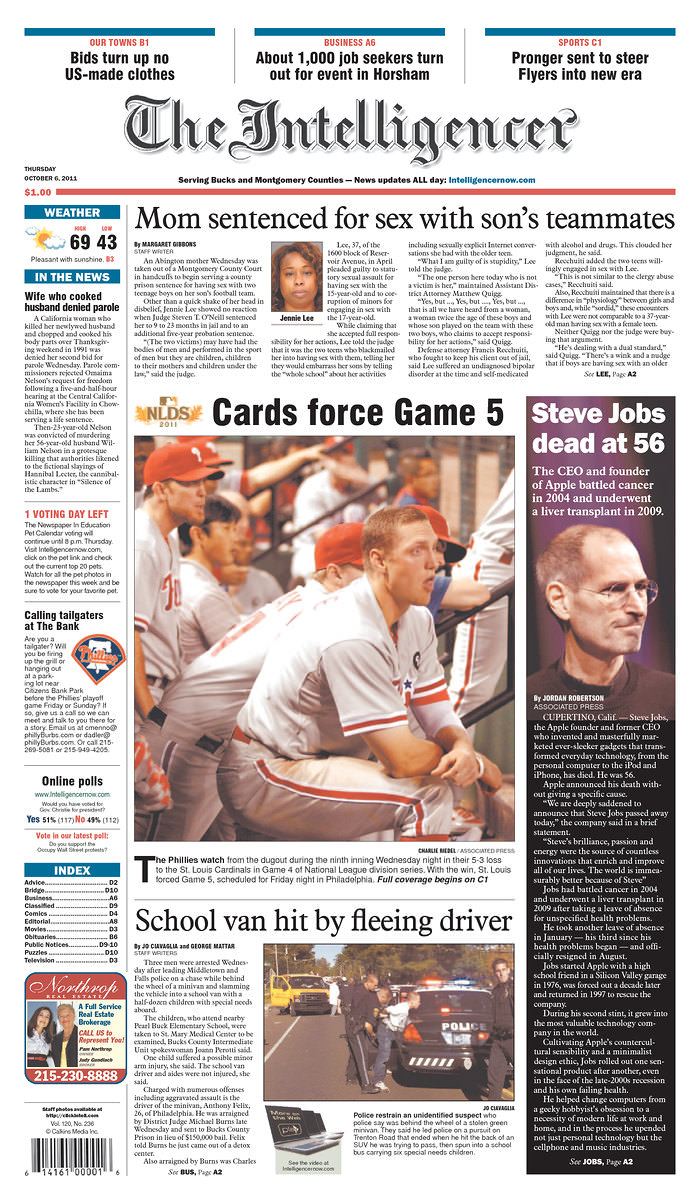 OUR TOWNS B1
Bids turn up no
US-made clothes
BUSINESS A6
About 1,000 job seekers turn
out for event in Horsham
SPORTS C1
Pronger sent to steer
Flyers into new era
The Intelligencer
THURSDAY
OCTOBER 6, 2011
Serving Bucks and Montgomery Counties — News updates ALL day: Intelligencernow.com
$1.00
WEATHER
HIGH LOW
69 43
Pleasant with sunshine. B3
IN THE NEWS
Wife who cooked
husband denied parole
A California woman who
killed her newlywed husband
and chopped and cooked his
body parts over Thanksgiv-
ing weekend in 1991 was
denied her second bid for
parole Wednesday. Parole com-
missioners rejected Omaima
Nelson's request for freedom
following a five-and-half-hour
hearing at the Central Califor-
nia Women's Facility in Chow-
chilla, where she has been
serving a life sentence.
Then-23-year-old Nelson
was convicted of murdering
her 56-year-old husband Wil-
liam Nelson in a grotesque
killing that authorities likened
to the fictional slayings of
Hannibal Lecter, the cannibal-
istic character in "Silence of
the Lambs."
1 VOTING DAY LEFT
The Newspaper In Education
Pet Calendar voting will
continue until 8 p.m. Thursday.
Visit Intelligencernow.com,
click on the pet link and check
out the current top 20 pets.
Watch for all the pet photos in
the newspaper this week and be
sure to vote for your favorite pet.
Calling tailgaters
at The Bank
Are you a
tailgater? Will
you be firing
up the grill or
hanging out
at a park-
ing lot near
Citizens Bank Park
before the Phillies' playoff
game Friday or Sunday? If
so, give us a call so we can
meet and talk to you there for
a story. Email us at cmenno@
phillyBurbs.com or dadler@
phillyBurbs.com. Or call 215-
269-5081 or 215-949-4205.
Phillies
Online polls
www.Intelligencernow.com
Would you have voted for
Gov. Christie for president?
Yes 51% (117) No 49% (112)
Vote in our latest poll:
Do you support the
Occupy Wall Street protests?
INDEX
Advice............................ D2
Bridge............................ D10
Business............................ A6
Classified............................ D9
Comics............................ D4
Editorial............................ A8
Movies............................ D3
Obituaries............................ B6
Public Notices............ D9-10
Puzzles............................ D10
Television............................ D3
Northrop
REAL ESTATE
A Full Service
Real Estate
Brokerage
CALL US to
Represent You!
Pam Northrop
OWNER
Judy Gundlach
BROKER
215-230-8888
Staff photos available at
http://clickbtell.com
Vol. 120, No. 236
© Calkins Media Inc.
6 14161 00001 6
Mom sentenced for sex with son's teammates
By MARGARET GIBBONS
STAFF WRITER
An Abington mother Wednesday was
taken out of a Montgomery County Court
in handcuffs to begin serving a county
prison sentence for having sex with two
teenage boys on her son's football team.
Other than a quick shake of her head in
disbelief, Jennie Lee showed no reaction
when Judge Steven T. O'Neill sentenced
her to 9 to 23 months in jail and to an
additional five-year probation sentence.
"(The two victims) may have had the
bodies of men and performed in the sport
of men but they are children, children
to their mothers and children under the
law," said the judge.
Jennie Lee
Lee, 37, of the
1600 block of Reser-
voir Avenue, in April
pleaded guilty to statu-
tory sexual assault for
having sex with the
15-year-old and to cor-
ruption of minors for
engaging in sex with
the 17-year-old.
While claiming that
she accepted full respon-
sibility for her actions, Lee told the judge
that it was the two teens who blackmailed
her into having sex with them, telling her
they would embarrass her sons by telling
the "whole school" about her activities
including sexually explicit Internet conver-
sations she had with the older teen.
"What I am guilty of is stupidity," Lee
told the judge.
"The one person here today who is not
a victim is her," maintained Assistant Dis-
trict Attorney Matthew Quigg.
"Yes, but ..., Yes, but ..., Yes, but ...,
that is all we have heard from a woman,
a woman twice the age of these boys and
whose son played on the team with these
two boys, who claims to accept responsi-
bility for her actions," said Quigg.
Defense attorney Francis Recchuiti,
who fought to keep his client out of jail,
said Lee suffered an undiagnosed bipolar
disorder at the time and self-medicated
with alcohol and drugs. This clouded her
judgment, he said.
Recchuiti added the two teens will-
ingly engaged in sex with Lee.
"This is not similar to the clergy abuse
cases," Recchuiti said.
Also, Recchuiti maintained that there is a
difference in "physiology" between girls and
boys and, while "sordid," these encounters
with Lee were not comparable to a 37-year-
old man having sex with a female teen.
Neither Quigg nor the judge were buy-
ing that argument.
"He's dealing with a dual standard,"
said Quigg. "There's a wink and a nudge
that if boys are having sex with an older
See LEE, Page A2
NLDS
2011
Cards force Game 5
CHARLIE RIEDEL / ASSOCIATED PRESS
The Phillies watch from the dugout during the ninth inning Wednesday night in their 5-3 loss
to the St. Louis Cardinals in Game 4 of National League division series. With the win, St. Louis
forced Game 5, scheduled for Friday night in Philadelphia. Full coverage begins on C1
Steve Jobs
dead at 56
The CEO and founder
of Apple battled cancer
in 2004 and underwent
a liver transplant in 2009.
By JORDAN ROBERTSON
ASSOCIATED PRESS
CUPERTINO, Calif. — Steve Jobs,
the Apple founder and former CEO
who invented and masterfully mar-
keted ever-sleeker gadgets that trans-
formed everyday technology, from the
personal computer to the iPod and
iPhone, has died. He was 56.
Apple announced his death with-
out giving a specific cause.
"We are deeply saddened to
announce that Steve Jobs passed away
today," the company said in a brief
statement.
"Steve's brilliance, passion and
energy were the source of countless
innovations that enrich and improve
all of our lives. The world is immea-
surably better because of Steve"
Jobs had battled cancer in 2004
and underwent a liver transplant in
2009 after taking a leave of absence
for unspecified health problems.
He took another leave of absence
in January — his third since his
health problems began — and offi-
cially resigned in August.
Jobs started Apple with a high
school friend in a Silicon Valley garage
in 1976, was forced out a decade later
and returned in 1997 to rescue the
company.
During his second stint, it grew into
the most valuable technology com-
pany in the world.
Cultivating Apple's countercul-
tural sensibility and a minimalist
design ethic, Jobs rolled out one sen-
sational product after another, even
in the face of the late-2000s recession
and his own failing health.
He helped change computers from
a geeky hobbyist's obsession to a
necessity of modern life at work and
home, and in the process he upended
not just personal technology but the
cellphone and music industries.
See JOBS, Page A2
School van hit by fleeing driver
By JO CIAVAGLIA and GEORGE MATTAR
STAFF WRITERS
Three men were arrested Wednes-
day after leading Middletown and
Falls police on a chase while behind
the wheel of a minivan and slamming
the vehicle into a school van with a
half-dozen children with special needs
aboard.
The children, who attend nearby
Pearl Buck Elementary School, were
taken to St. Mary Medical Center to be
examined, Bucks County Intermediate
Unit spokeswoman Joann Perotti said.
One child suffered a possible minor
arm injury, she said. The school van
driver and aides were not injured, she
said.
Charged with numerous offenses
including aggravated assault is the
driver of the minivan, Anthony Felix,
26, of Philadelphia. He was arraigned
by District Judge Michael Burns late
Wednesday and sent to Bucks County
Prison in lieu of $150,000 bail. Felix
told Burns he just came out of a detox
center.
Also arraigned by Burns was Charles
See BUS, Page A2
POLICE
JO CIAVAGLIA
More on
the Web
play
See the video at
Intelligencernow.com
Police restrain an unidentified suspect who
police say was behind the wheel of a stolen green
minivan. They said he led police on a pursuit on
Trenton Road that ended when he hit the back of an
SUV he was trying to pass, then spun into a school
bus carrying six special needs children.